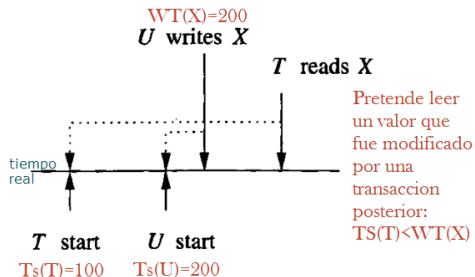 WT(X)=200
U writes X
T reads X
Pretende leer
un valor que
fue modificado
por una
transaccion
posterior:
TS(T)<WT(X)
tiempo
real
T start
U start
Ts(T)=100
Ts(U)=200